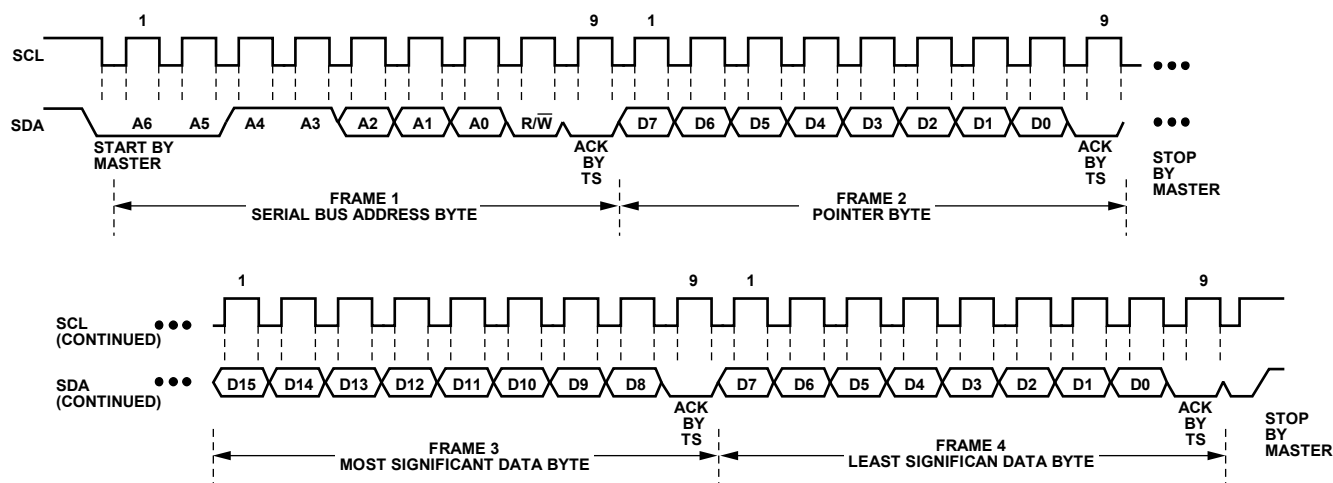 1 9 1 9
SCL
SDA A6 A5 A4 A3 A2 A1 A0 R/W̅ D7 D6 D5 D4 D3 D2 D1 D0
START BY
MASTER
ACK
BY
TS
ACK
BY
TS
STOP
BY
MASTER
FRAME 1
SERIAL BUS ADDRESS BYTE
FRAME 2
POINTER BYTE
1 9 1 9
SCL
(CONTINUED)
SDA
(CONTINUED)
D15 D14 D13 D12 D11 D10 D9 D8 D7 D6 D5 D4 D3 D2 D1 D0
ACK
BY
TS
ACK
BY
TS
STOP
BY
MASTER
FRAME 3
MOST SIGNIFICANT DATA BYTE
FRAME 4
LEAST SIGNIFICAN DATA BYTE